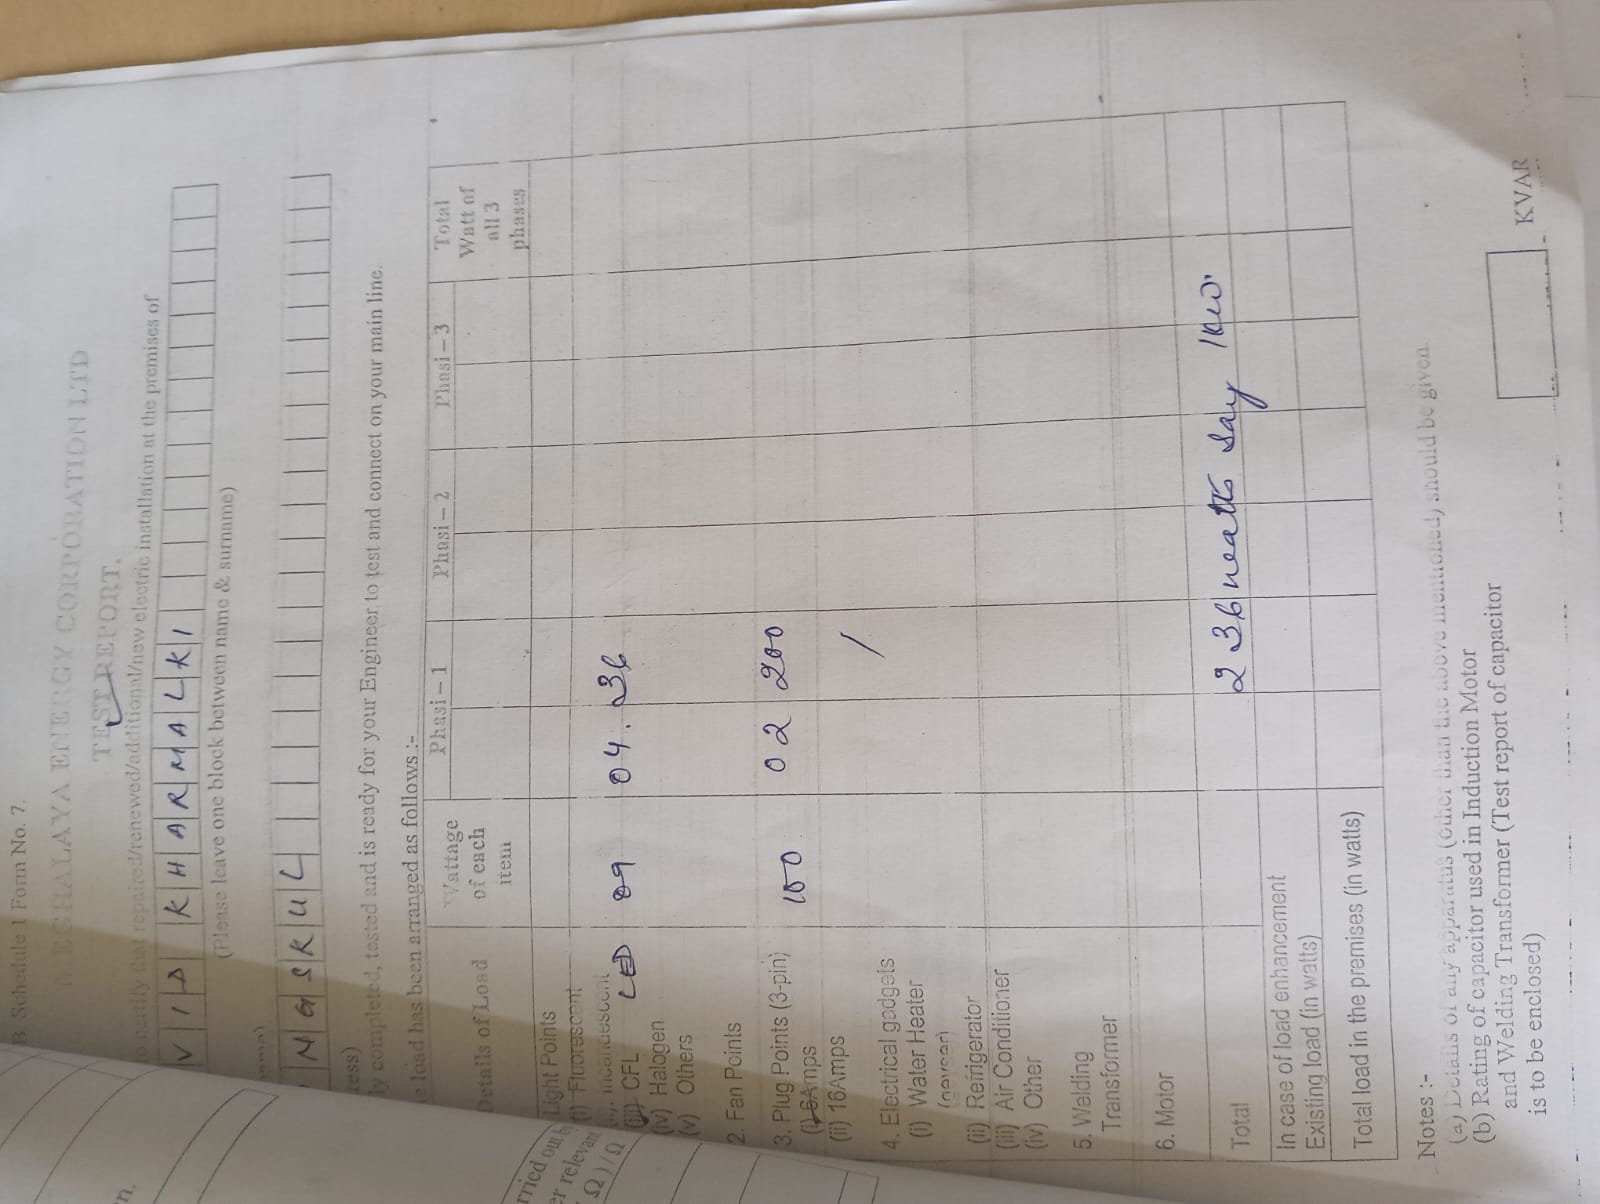 B. Schedule 1 Form No. 7.
MEGHALAYA ENERGY CORPORATION LTD
TEST REPORT.
to certify that repaired/renewed/additional/new electric installation at the premises of
VID KHARMALKI
(Please leave one block between name & surname)
completed, tested and is ready for your Engineer to test and connect on your main line.
load has been arranged as follows :-
Details of Load
Wattage of each item
Phasi – 1
Phasi – 2
Phasi – 3
Total Watt of all 3 phases
Light Points
(i) Fluorescent
Incandescent
(iii) CFL LED 09 04. 36
(iv) Halogen
(v) Others
2. Fan Points
3. Plug Points (3-pin) 100 02 200
(i) 6Amps
(ii) 16Amps /
4. Electrical gadgets
(i) Water Heater
(ii) Refrigerator
(iii) Air Conditioner
(iv) Other
5. Welding
Transformer
6. Motor
Total 236 Watts Say 1KW.
In case of load enhancement
Existing load (in watts)
Total load in the premises (in watts)
Notes :-
(a) Details of any apparatus (other than the above mentioned) should be given
(b) Rating of capacitor used in Induction Motor
and Welding Transformer (Test report of capacitor
is to be enclosed)
KVAR